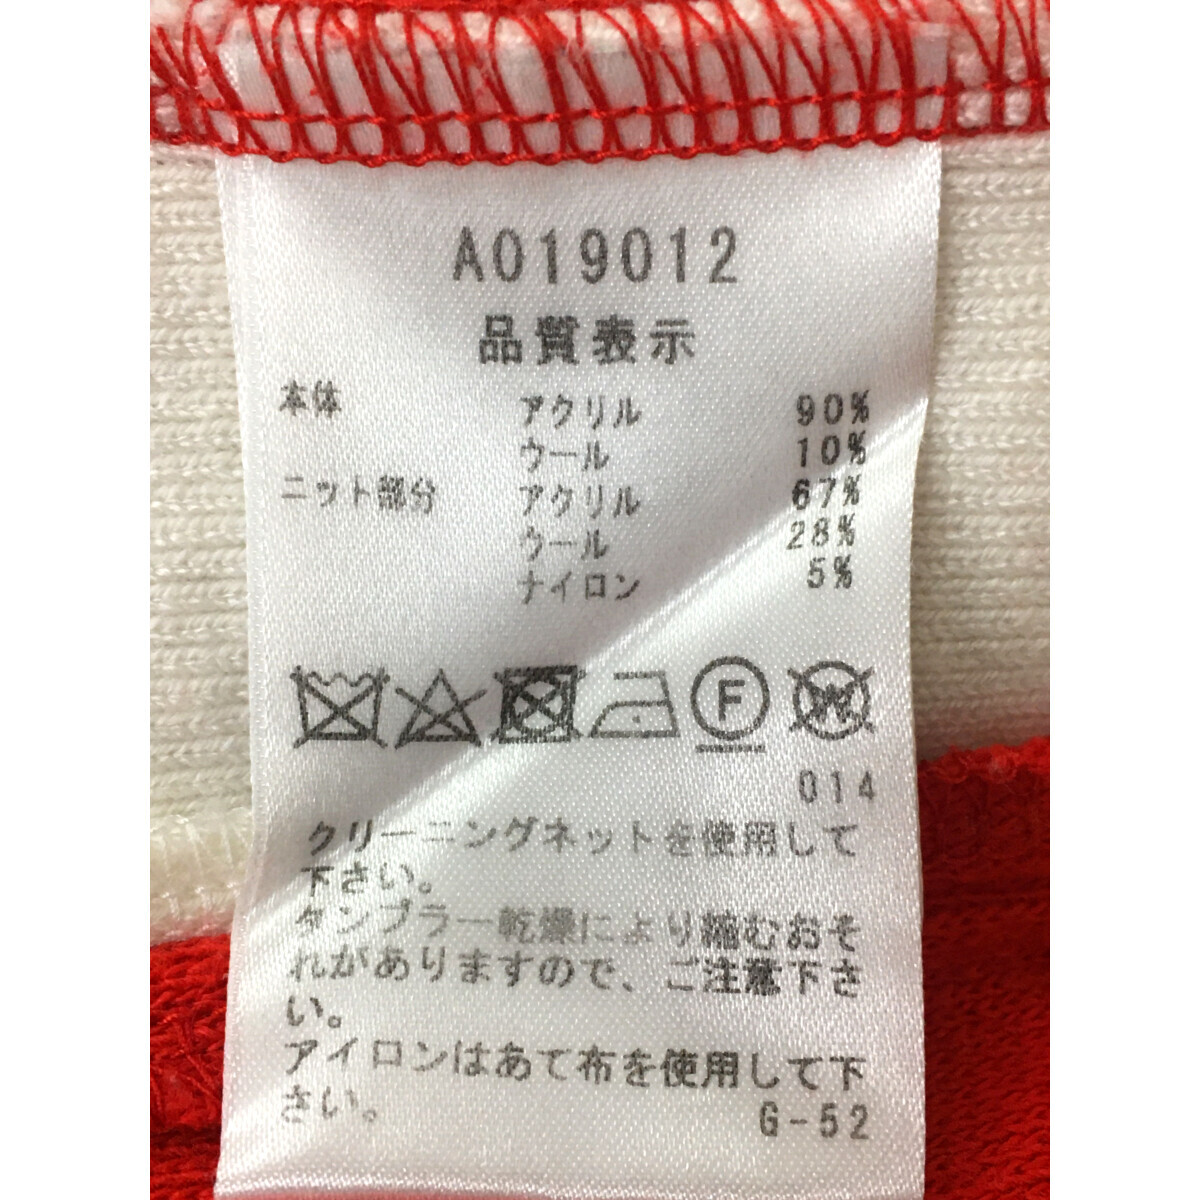 A019012
品質表示
本体 アクリル 90%
ウール 10%
ニット部分 アクリル 67%
ウール 28%
ナイロン 5%
F W
014
クリーニングネットを使用して
下さい。
タンブラー乾燥により縮むおそ
れがありますので、ご注意下さ
い。
アイロンはあて布を使用して下
さい。
G-52